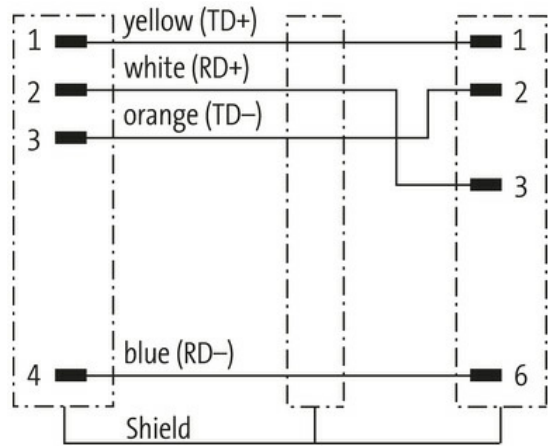 yellow (TD+)
1 1
white (RD+)
2 2
orange (TD–)
3
3
blue (RD–)
4 6
Shield